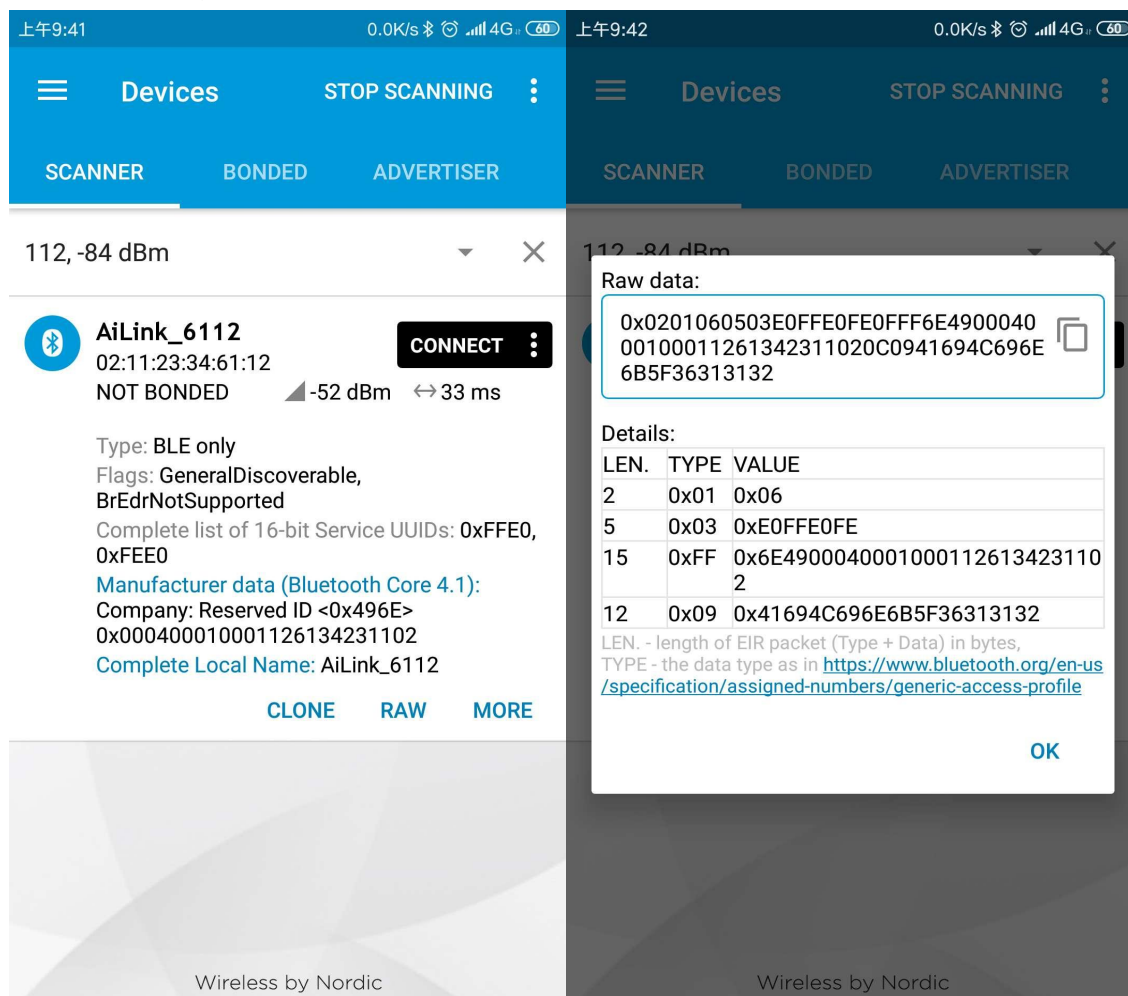 上午9:41
0.0K/s 4G 60
Devices
STOP SCANNING
SCANNER
BONDED
ADVERTISER
112, -84 dBm
AiLink_6112
02:11:23:34:61:12
NOT BONDED
-52 dBm
33 ms
CONNECT
Type: BLE only
Flags: GeneralDiscoverable,
BrEdrNotSupported
Complete list of 16-bit Service UUIDs: 0xFFE0,
0xFEE0
Manufacturer data (Bluetooth Core 4.1):
Company: Reserved ID <0x496E>
0x00040001000112613423110​2
Complete Local Name: AiLink_6112
CLONE
RAW
MORE
Wireless by Nordic
上午9:42
0.0K/s 4G 60
Devices
STOP SCANNING
SCANNER
BONDED
ADVERTISER
112, -84 dBm
Raw data:
0x0201060503E0FFE0FE0FFF6E4900040
00100011261342311020C0941694C696E
6B5F36313132
Details:
LEN. TYPE VALUE
2 0x01 0x06
5 0x03 0xE0FFE0FE
15 0xFF 0x6E4900040001000112613423110
2
12 0x09 0x41694C696E6B5F36313132
LEN. - length of EIR packet (Type + Data) in bytes,
TYPE - the data type as in https://www.bluetooth.org/en-us
/specification/assigned-numbers/generic-access-profile
OK
Wireless by Nordic